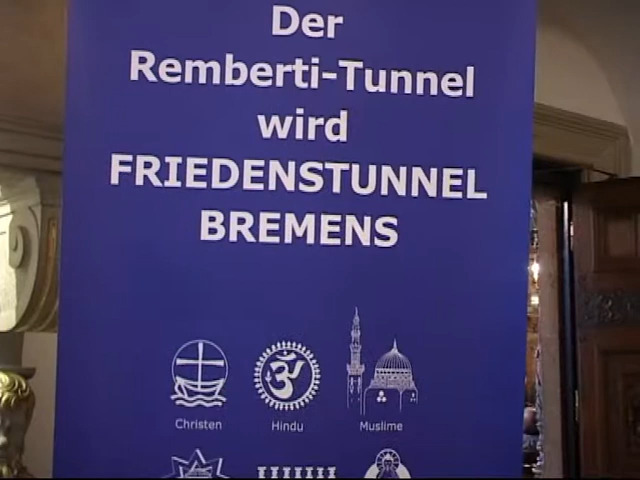 Der
Remberti-Tunnel
wird
FRIEDENSTUNNEL
BREMENS
Christen Hindu Muslime